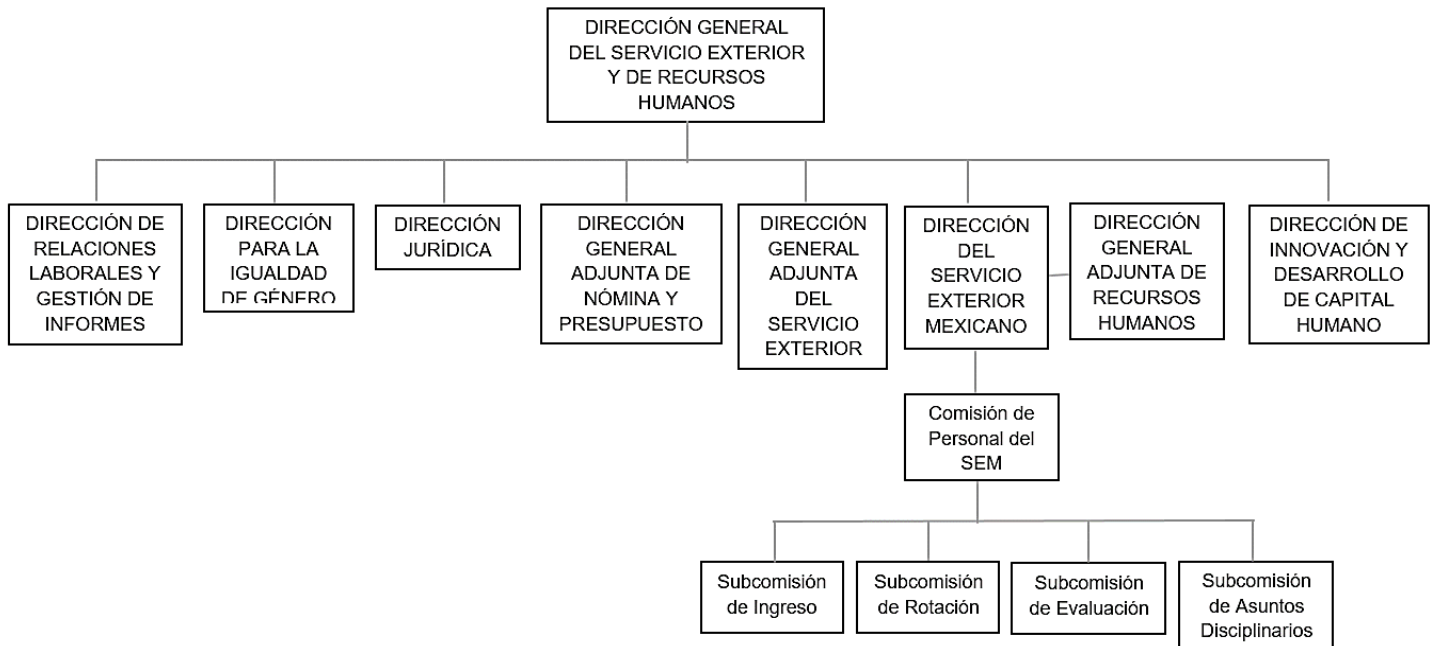 DIRECCIÓN GENERAL
DEL SERVICIO EXTERIOR
Y DE RECURSOS
HUMANOS
DIRECCIÓN DE
RELACIONES
LABORALES Y
GESTIÓN DE
INFORMES
DIRECCIÓN
PARA LA
IGUALDAD
DE GÉNERO
DIRECCIÓN
JURÍDICA
DIRECCIÓN
GENERAL
ADJUNTA DE
NÓMINA Y
PRESUPUESTO
DIRECCIÓN
GENERAL
ADJUNTA
DEL
SERVICIO
EXTERIOR
DIRECCIÓN
DEL
SERVICIO
EXTERIOR
MEXICANO
DIRECCIÓN
GENERAL
ADJUNTA DE
RECURSOS
HUMANOS
DIRECCIÓN DE
INNOVACIÓN Y
DESARROLLO
DE CAPITAL
HUMANO
Comisión de
Personal del
SEM
Subcomisión
de Ingreso
Subcomisión
de Rotación
Subcomisión
de Evaluación
Subcomisión
de Asuntos
Disciplinarios